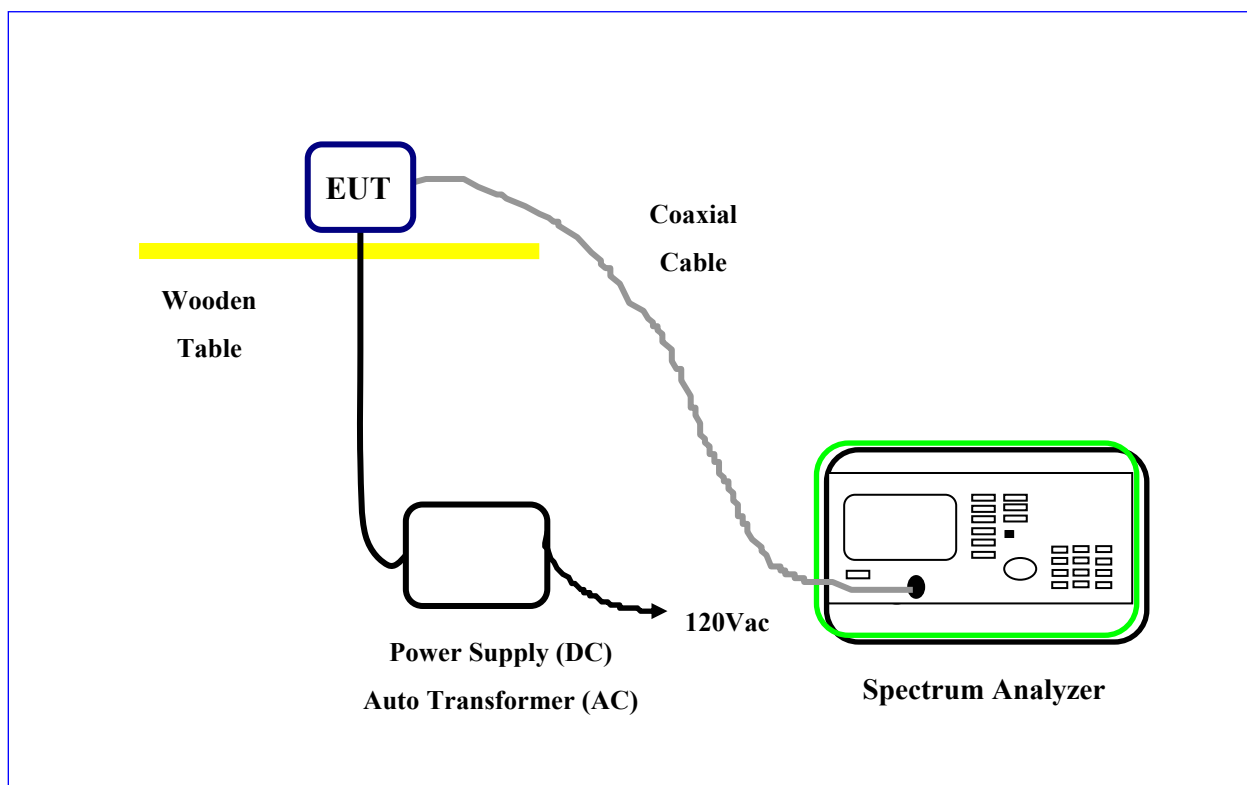 EUT
Coaxial
Cable
Wooden
Table
120Vac
Power Supply (DC)
Auto Transformer (AC)
Spectrum Analyzer